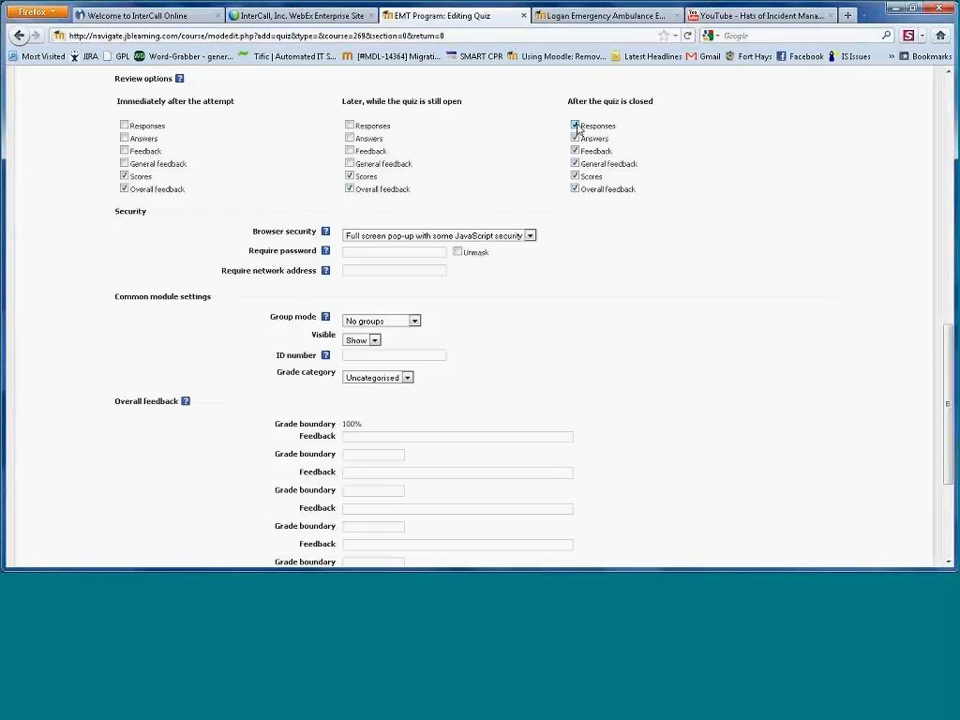 Firefox
Welcome to InterCall Online
InterCall, Inc. WebEx Enterprise Site
EMT Program: Editing Quiz
Logan Emergency Ambulance E...
YouTube - Hats of Incident Mana...
http://navigate.jblearning.com/course/modedit.php?add=quiz&type=&course=269&section=0&return=0
Google
Most Visited JIRA GPL Word-Grabber - gener... Tific | Automated IT S... [#MDL-14364] Migrati... SMART CPR Using Moodle: Remov... Latest Headlines Gmail Fort Hays Facebook IS Issues » Bookmarks
Review options
Immediately after the attempt Later, while the quiz is still open After the quiz is closed
Responses Responses Responses
Answers Answers Answers
Feedback Feedback Feedback
General feedback General feedback General feedback
Scores Scores Scores
Overall feedback Overall feedback Overall feedback
Security
Browser security Full screen pop-up with some JavaScript security
Require password Unmask
Require network address
Common module settings
Group mode No groups
Visible Show
ID number
Grade category Uncategorised
Overall feedback
Grade boundary 100%
Feedback
Grade boundary
Feedback
Grade boundary
Feedback
Grade boundary
Feedback
Grade boundary